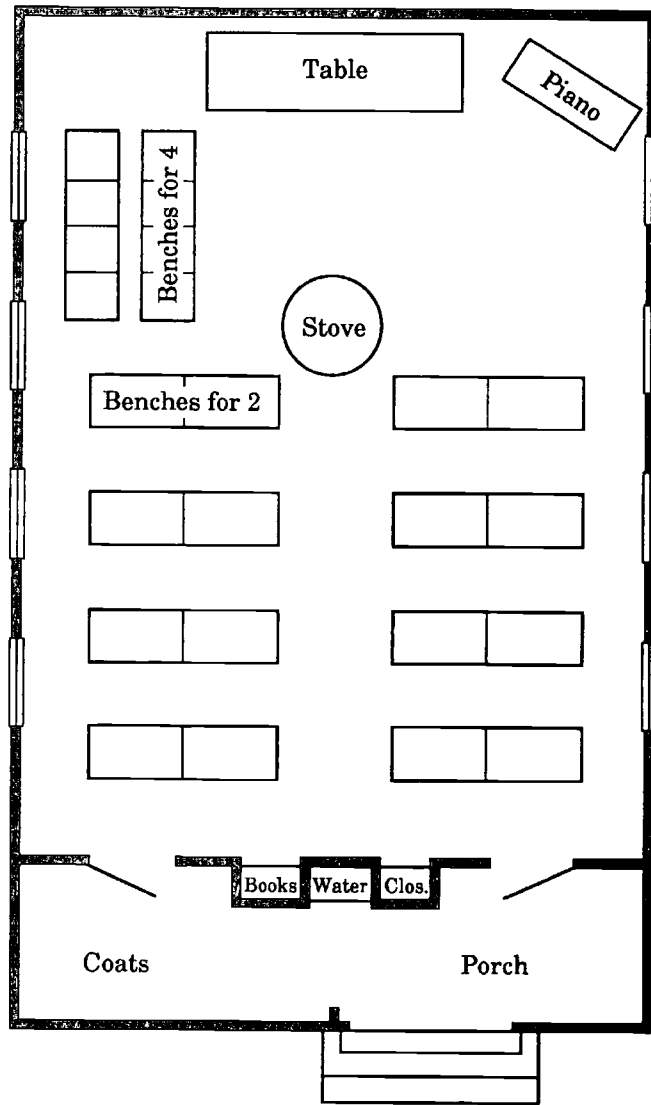 Table
Piano
Benches for 4
Stove
Benches for 2
Books
Water
Clos.
Coats
Porch